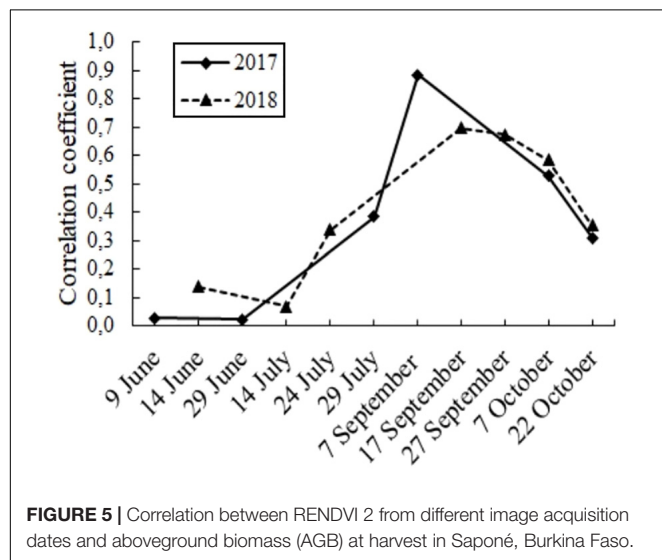 1,0
0,9
0,8
0,7
0,6
0,5
0,4
0,3
0,2
0,1
0,0
Correlation coefficient
2017
2018
9 June
14 June
29 June
14 July
24 July
29 July
7 September
17 September
27 September
7 October
22 October
FIGURE 5 | Correlation between RENDVI 2 from different image acquisition
dates and aboveground biomass (AGB) at harvest in Saponé, Burkina Faso.